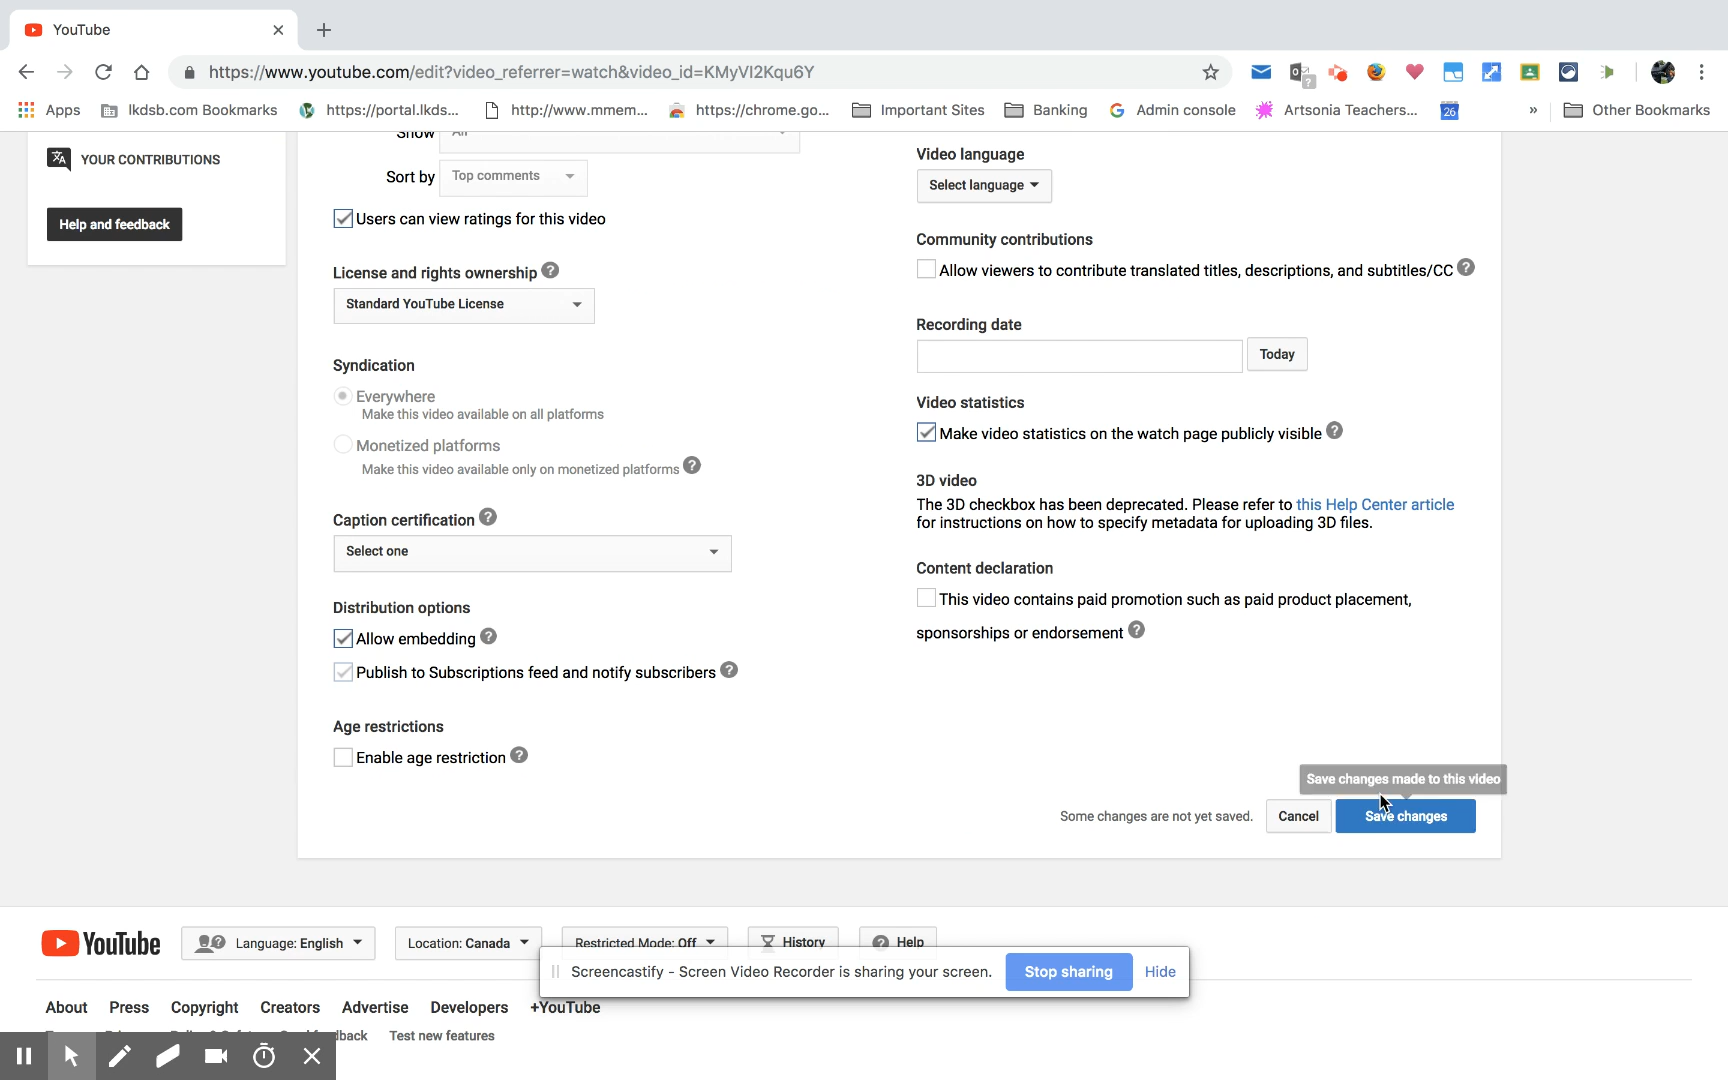 YouTube
https://www.youtube.com/edit?video_referrer=watch&video_id=KMyVI2Kqu6Y
Apps
lkdsb.com Bookmarks
https://portal.lkds...
http://www.mmem...
https://chrome.go...
Important Sites
Banking
Admin console
Artsonia Teachers...
26
»
Other Bookmarks
YOUR CONTRIBUTIONS
Help and feedback
Show All
Sort by Top comments
Users can view ratings for this video
License and rights ownership ?
Standard YouTube License
Syndication
Everywhere
Make this video available on all platforms
Monetized platforms
Make this video available only on monetized platforms ?
Caption certification ?
Select one
Distribution options
Allow embedding ?
Publish to Subscriptions feed and notify subscribers ?
Age restrictions
Enable age restriction ?
Video language
Select language
Community contributions
Allow viewers to contribute translated titles, descriptions, and subtitles/CC ?
Recording date
Today
Video statistics
Make video statistics on the watch page publicly visible ?
3D video
The 3D checkbox has been deprecated. Please refer to this Help Center article
for instructions on how to specify metadata for uploading 3D files.
Content declaration
This video contains paid promotion such as paid product placement,
sponsorships or endorsement ?
Save changes made to this video
Some changes are not yet saved.
Cancel
Save changes
YouTube
Language: English
Location: Canada
Restricted Mode: Off
History
Help
Screencastify - Screen Video Recorder is sharing your screen.
Stop sharing
Hide
About Press Copyright Creators Advertise Developers +YouTube
Test new features